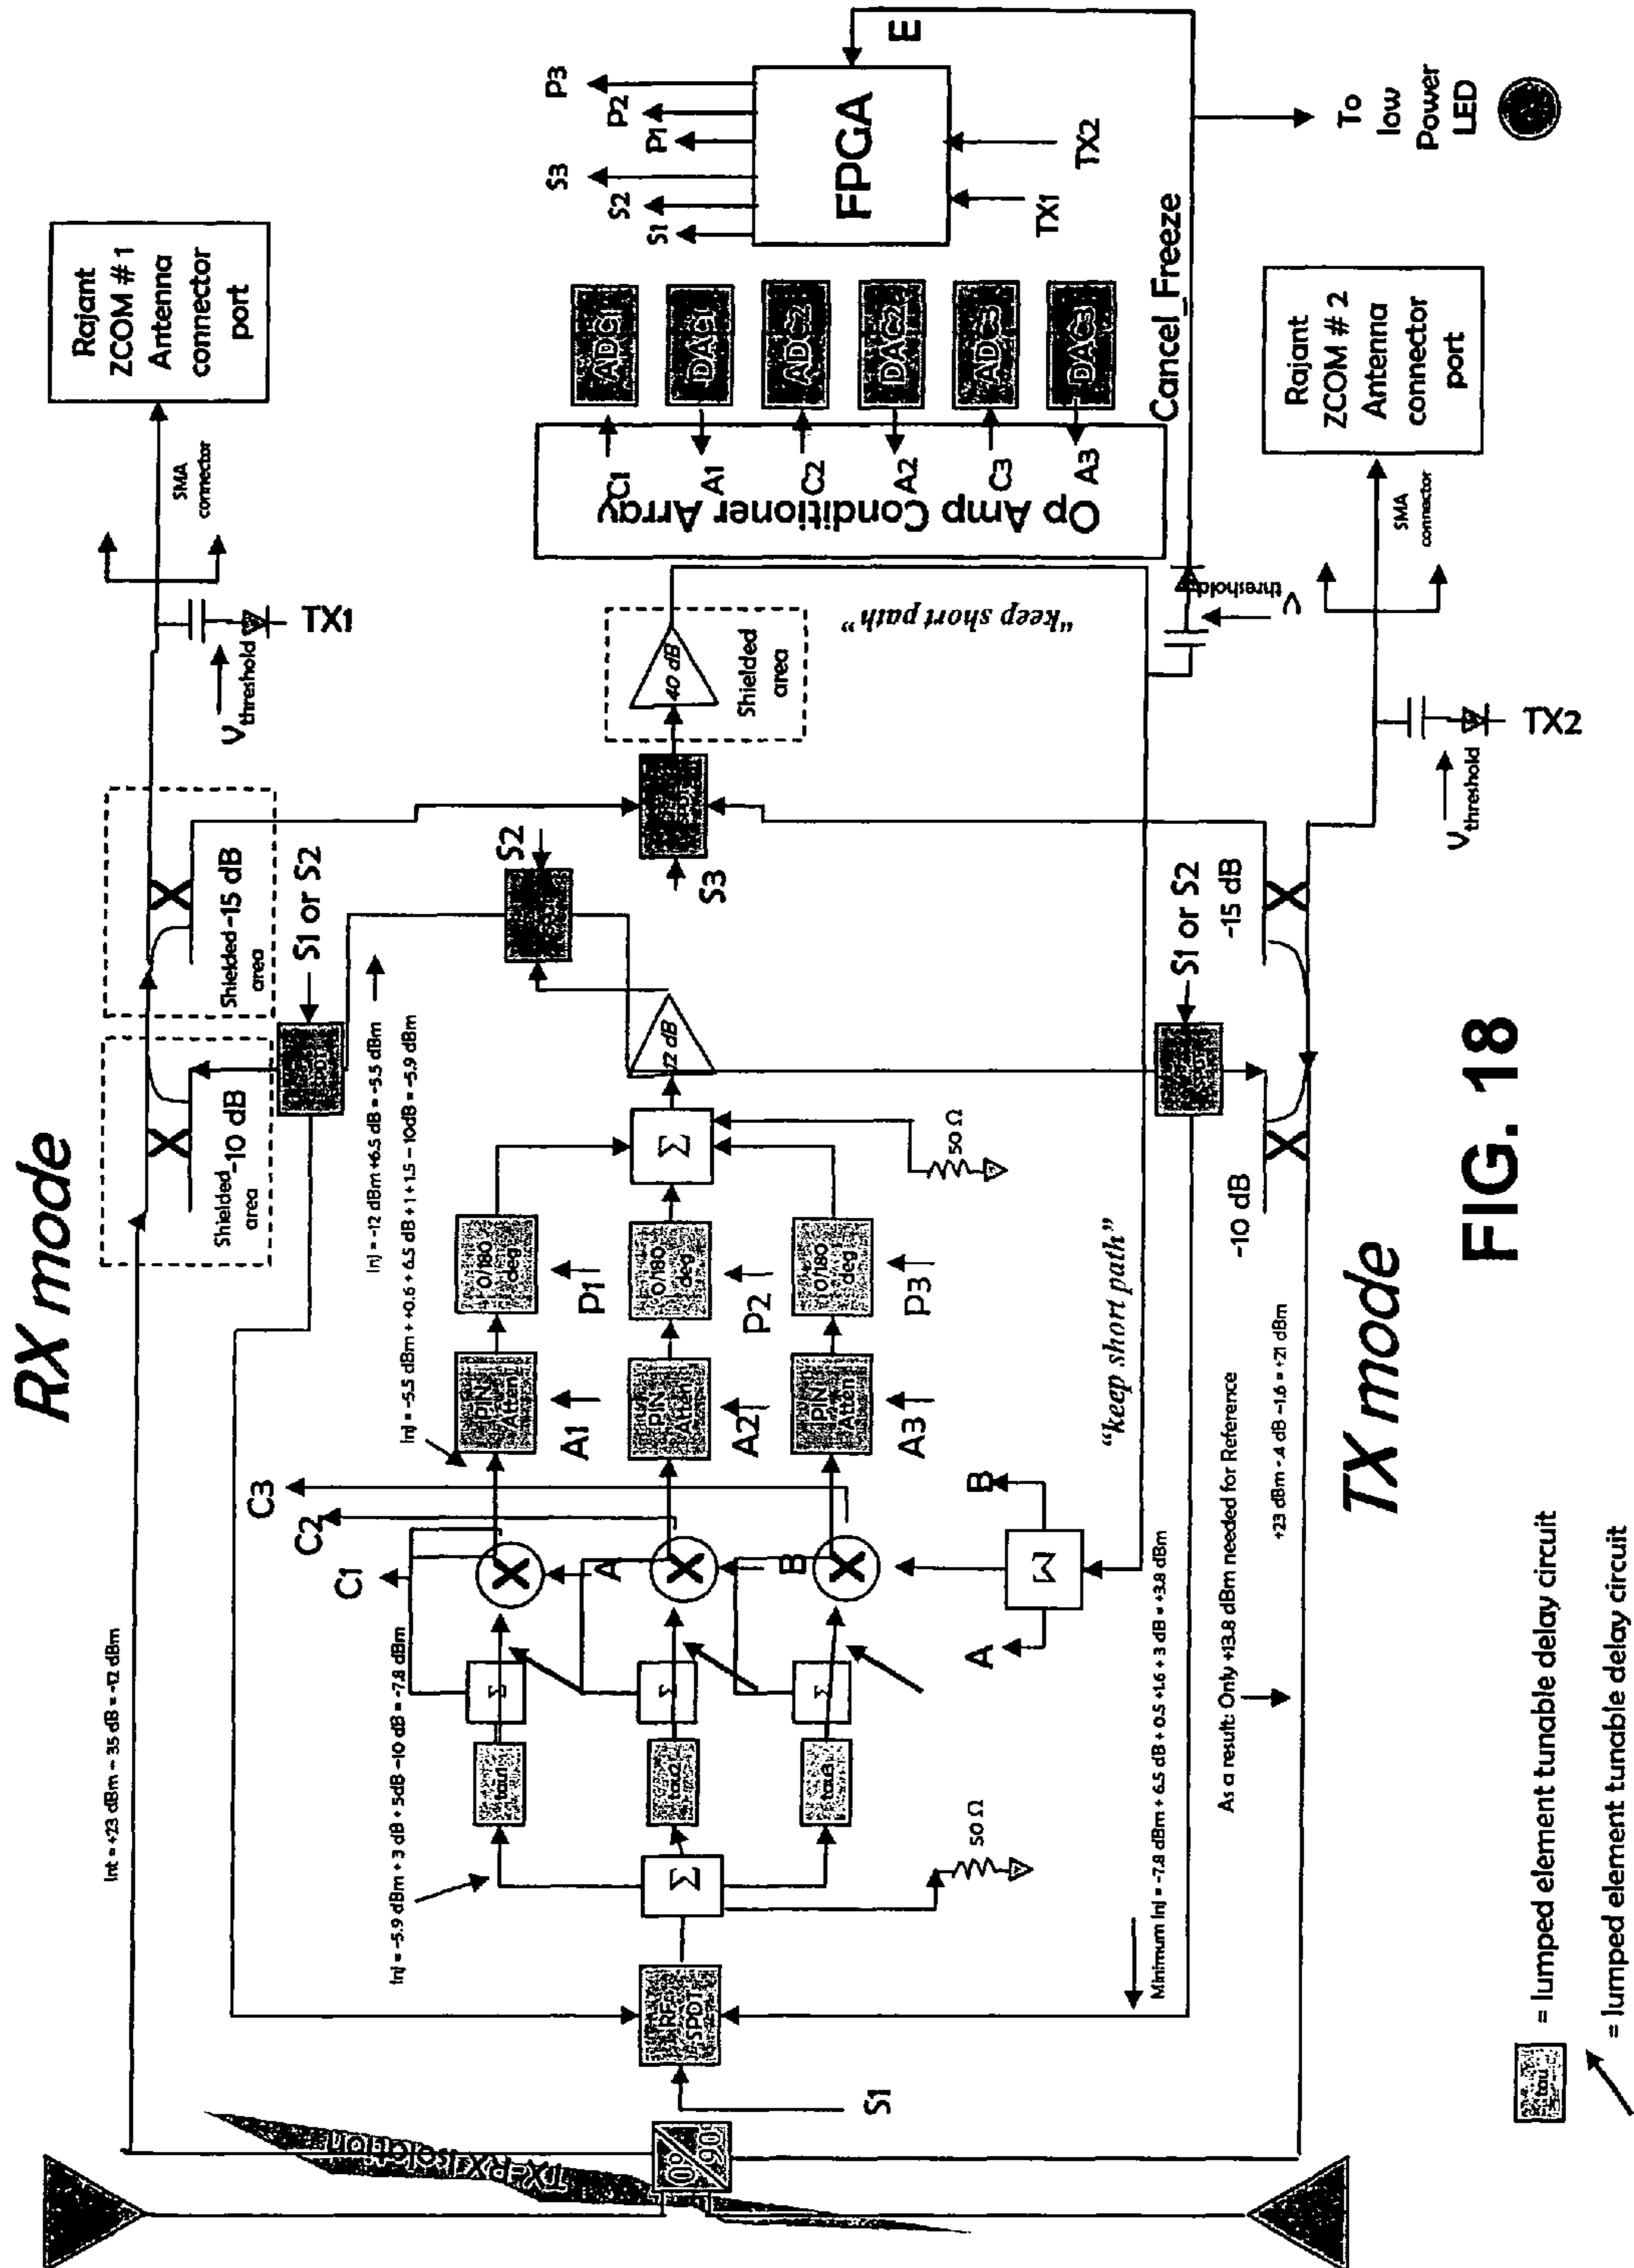 RX mode
Rajant
ZCOM # 1
Antenna
connector
port
SMA
connector
V threshold
TX1
Int = +23 dBm - 35 dB = -12 dBm
Shielded
area
-10 dB
Shielded
area
-15 dB
S1 or S2
S2
S3
Inj = -12 dBm +6.5 dB = -5.5 dBm
Inj = -5.5 dBm + +0.6 + 6.5 dB + 1 + 1.5 - 10dB = -5.9 dBm
Inj = -5.9 dBm + 3 dB + 5dB -10 dB = -7.8 dBm
C1
C2
C3
tau1
tau2
tau3
Σ
Σ
Σ
Σ
Σ
Σ
X
X
X
A
B
A
B
PIN
Atten
PIN
Atten
PIN
Atten
A1
A2
A3
0/180
deg
0/180
deg
0/180
deg
P1
P2
P3
50 Ω
50 Ω
12 dB
40 dB
Shielded
area
"keep short path"
"keep short path"
RF
SPDT
S1
TX-RX Isolation
0°/90°
Op Amp Conditioner Array
C1
A1
C2
A2
C3
A3
ADC1
DAC1
ADC2
DAC2
ADC3
DAC3
FPGA
S1
S2
S3
P1
P2
P3
E
TX1
TX2
Cancel_Freeze
V threshold
To
low
Power
LED
Minimum Inj = -7.8 dBm + 6.5 dB + 0.5 +1.6 + 3 dB = +3.8 dBm
As a result: Only +13.8 dBm needed for Reference
+23 dBm - .4 dB -1.6 = +21 dBm
S1 or S2
-10 dB
-15 dB
V threshold
TX2
SMA
connector
Rajant
ZCOM # 2
Antenna
connector
port
TX mode
tau
= lumped element tunable delay circuit
= lumped element tunable delay circuit
FIG. 18